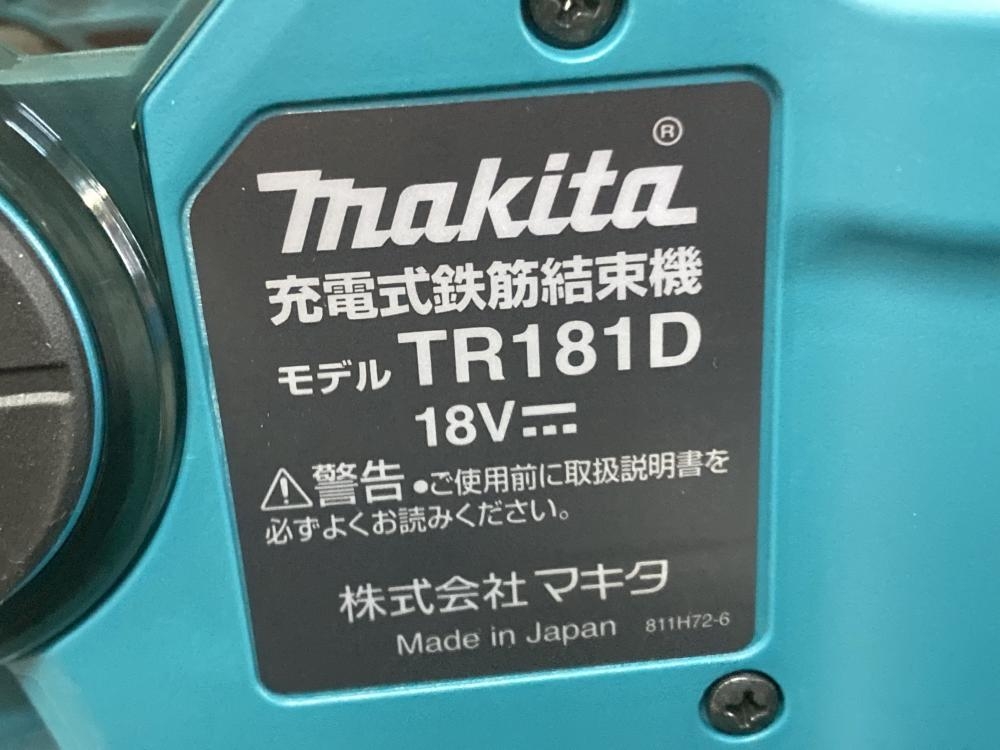 makita®
充電式鉄筋結束機
モデル TR181D
18V⎓
⚠警告 ●ご使用前に取扱説明書を
必ずよくお読みください。
株式会社 マキタ
Made in Japan 811H72-6